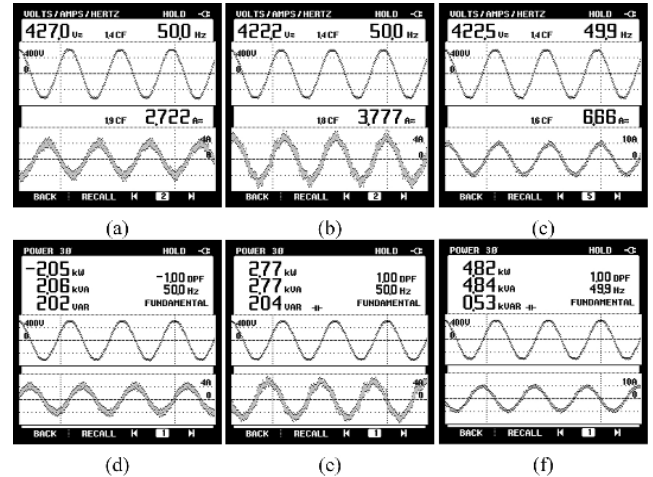 VOLTS/AMPS/HERTZ HOLD
427,0 V≂ 1,4 CF 50,0 Hz
400V
0
1,9 CF 2,722 A≂
4A
0
BACK RECALL 2
(a)
VOLTS/AMPS/HERTZ HOLD
422,2 V≂ 1,4 CF 50,0 Hz
400V
0
1,8 CF 3,777 A≂
4A
0
BACK RECALL 2
(b)
VOLTS/AMPS/HERTZ HOLD
422,5 V≂ 1,4 CF 49,9 Hz
400V
0
1,6 CF 6,66 A≂
10A
0
BACK RECALL 5
(c)
POWER 3Ø HOLD
-2,05 kW
-1,00 DPF
2,06 kVA
50,0 Hz
202 VAR
FUNDAMENTAL
400V
0
4A
0
BACK RECALL 1
(d)
POWER 3Ø HOLD
2,77 kW
1,00 DPF
2,77 kVA
50,0 Hz
204 VAR
FUNDAMENTAL
400V
0
4A
0
BACK RECALL 1
(e)
POWER 3Ø HOLD
4,82 kW
1,00 DPF
4,84 kVA
49,9 Hz
0,53 kVAR
FUNDAMENTAL
400V
0
10A
0
BACK RECALL 1
(f)